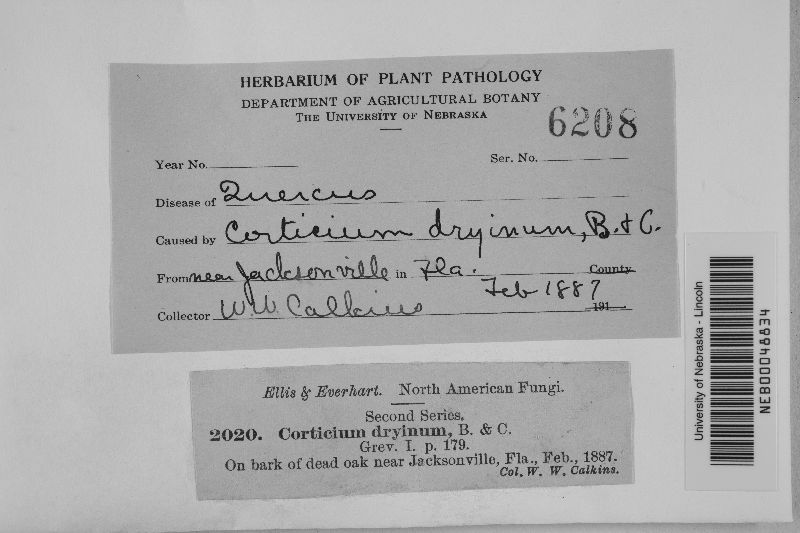 HERBARIUM OF PLANT PATHOLOGY
DEPARTMENT OF AGRICULTURAL BOTANY
THE UNIVERSITY OF NEBRASKA
6208
Year No. Ser. No.
Disease of Quercus
Caused by Corticium dryinum, B. & C.
From near Jacksonville in Fla. County
Feb 1887
Collector W. W. Calkins 191
Ellis & Everhart. North American Fungi.
Second Series.
2020. Corticium dryinum, B. & C.
Grev. I. p. 179.
On bark of dead oak near Jacksonville, Fla., Feb., 1887.
Col. W. W. Calkins.
University of Nebraska - Lincoln
NEB00048834